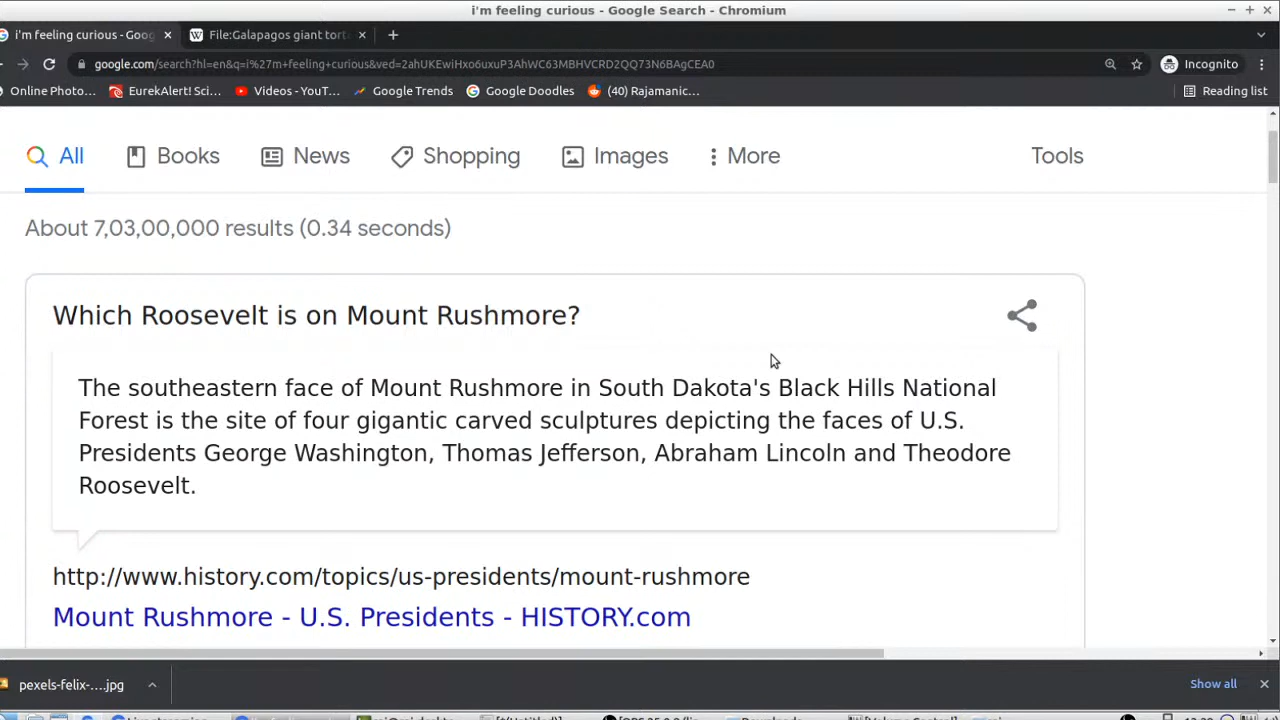 i'm feeling curious - Google Search - Chromium
i'm feeling curious - Goog
File:Galapagos giant tort
google.com/search?hl=en&q=i%27m+feeling+curious&ved=2ahUKEwiHxo6uxuP3AhWC63MBHVCRD2QQ73N6BAgCEA0
Incognito
Online Photo…
EurekAlert! Sci…
Videos - YouT…
Google Trends
Google Doodles
(40) Rajamanic…
Reading list
All
Books
News
Shopping
Images
More
Tools
About 7,03,00,000 results (0.34 seconds)
Which Roosevelt is on Mount Rushmore?
The southeastern face of Mount Rushmore in South Dakota's Black Hills National
Forest is the site of four gigantic carved sculptures depicting the faces of U.S.
Presidents George Washington, Thomas Jefferson, Abraham Lincoln and Theodore
Roosevelt.
http://www.history.com/topics/us-presidents/mount-rushmore
Mount Rushmore - U.S. Presidents - HISTORY.com
pexels-felix-....jpg
Show all